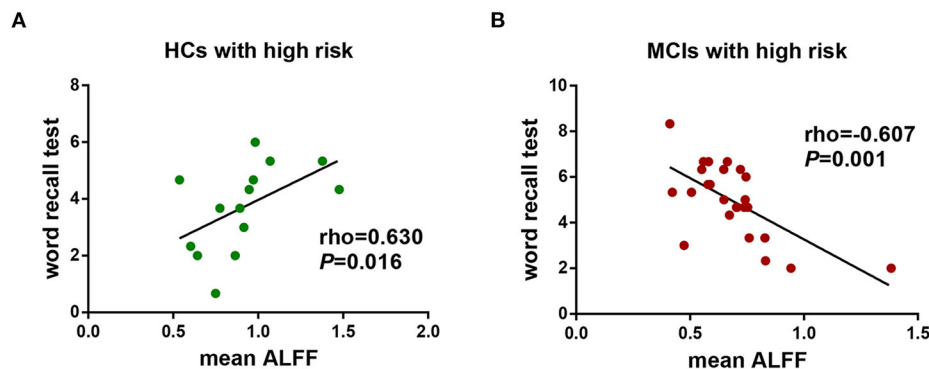 A
HCs with high risk
word recall test
8
6
4
2
0
0.0 0.5 1.0 1.5 2.0
mean ALFF
rho=0.630
P=0.016
B
MCIs with high risk
word recall test
10
8
6
4
2
0
0.0 0.5 1.0 1.5
mean ALFF
rho=-0.607
P=0.001